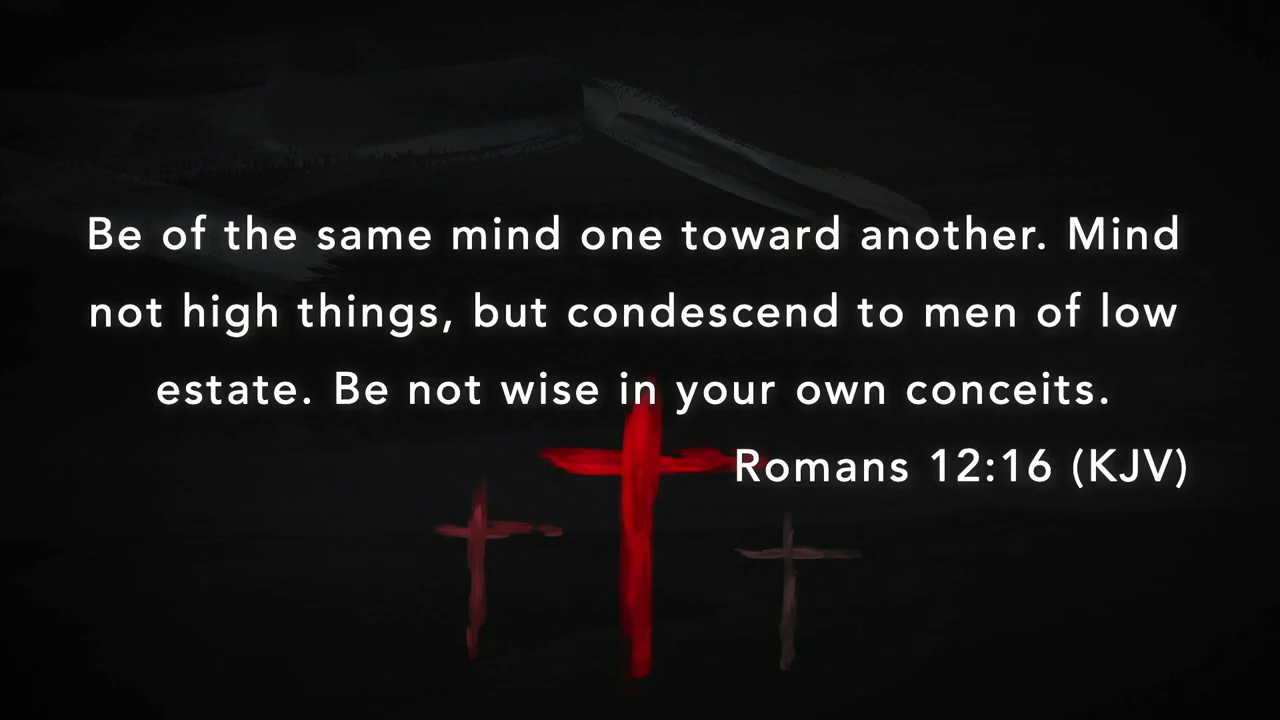 Be of the same mind one toward another. Mind
not high things, but condescend to men of low
estate. Be not wise in your own conceits.
Romans 12:16 (KJV)